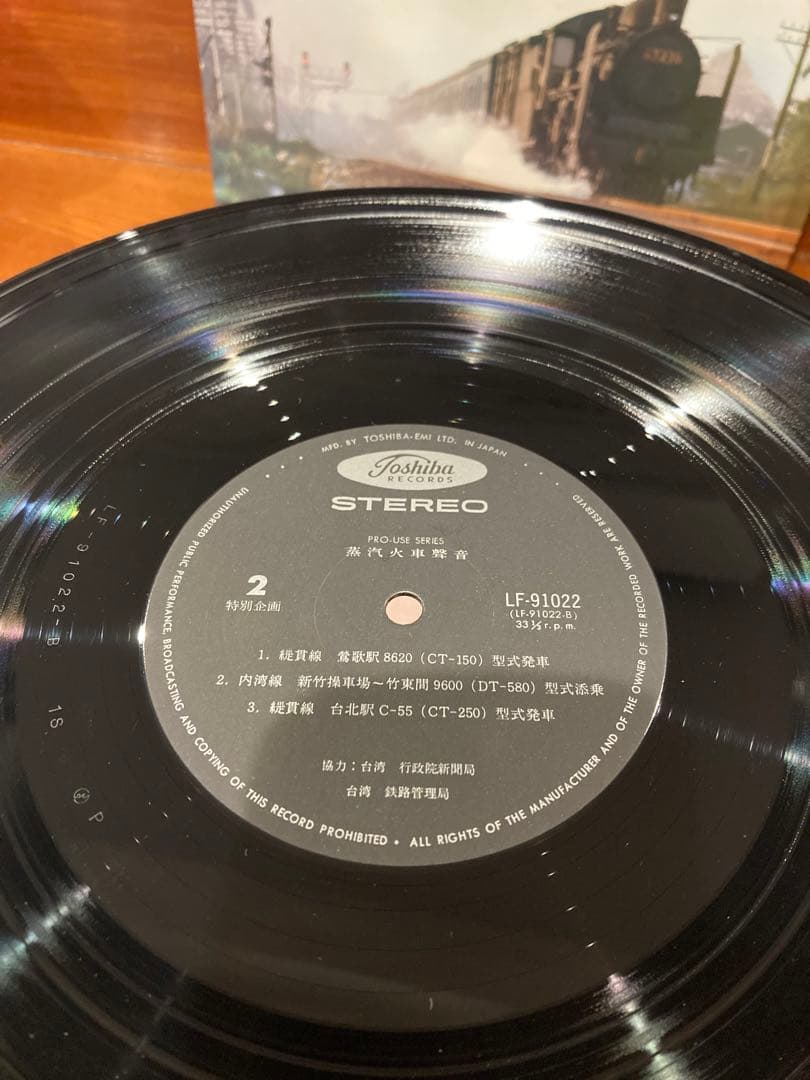 MFD. BY TOSHIBA-EMI LTD. IN JAPAN
Toshiba
RECORDS
STEREO
PRO-USE SERIES
蒸汽火車聲音
2
特別企画
LF-91022
(LF-91022-B)
33⅓ r.p.m.
1. 縦貫線 鶯歌駅 8620 (CT-150) 型式発車
2. 内湾線 新竹操車場～竹東間 9600 (DT-580) 型式添乗
3. 縦貫線 台北駅 C-55 (CT-250) 型式発車
協力：台湾 行政院新聞局
台湾 鉄路管理局
UNAUTHORIZED PUBLIC PERFORMANCE, BROADCASTING AND COPYING OF THIS RECORD PROHIBITED • ALL RIGHTS OF THE MANUFACTURER AND OF THE OWNER OF THE RECORDED WORK ARE RESERVED
LF-91022-B 1S
P